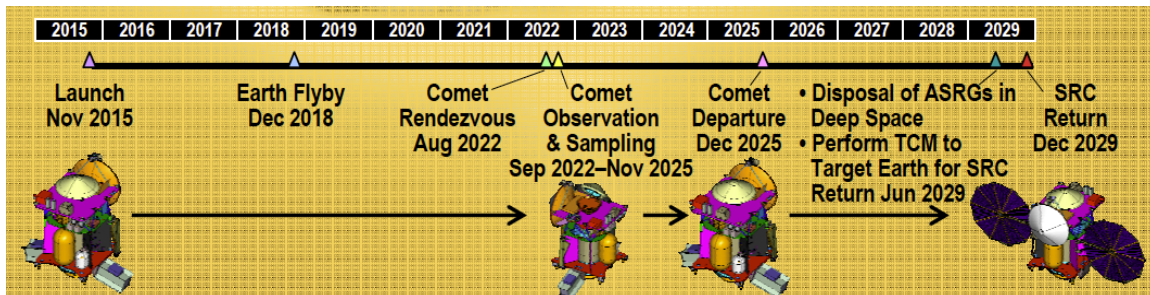 2015 2016 2017 2018 2019 2020 2021 2022 2023 2024 2025 2026 2027 2028 2029
Launch
Nov 2015
Earth Flyby
Dec 2018
Comet
Rendezvous
Aug 2022
Comet
Observation
& Sampling
Sep 2022–Nov 2025
Comet
Departure
Dec 2025
• Disposal of ASRGs in
Deep Space
• Perform TCM to
Target Earth for SRC
Return Jun 2029
SRC
Return
Dec 2029